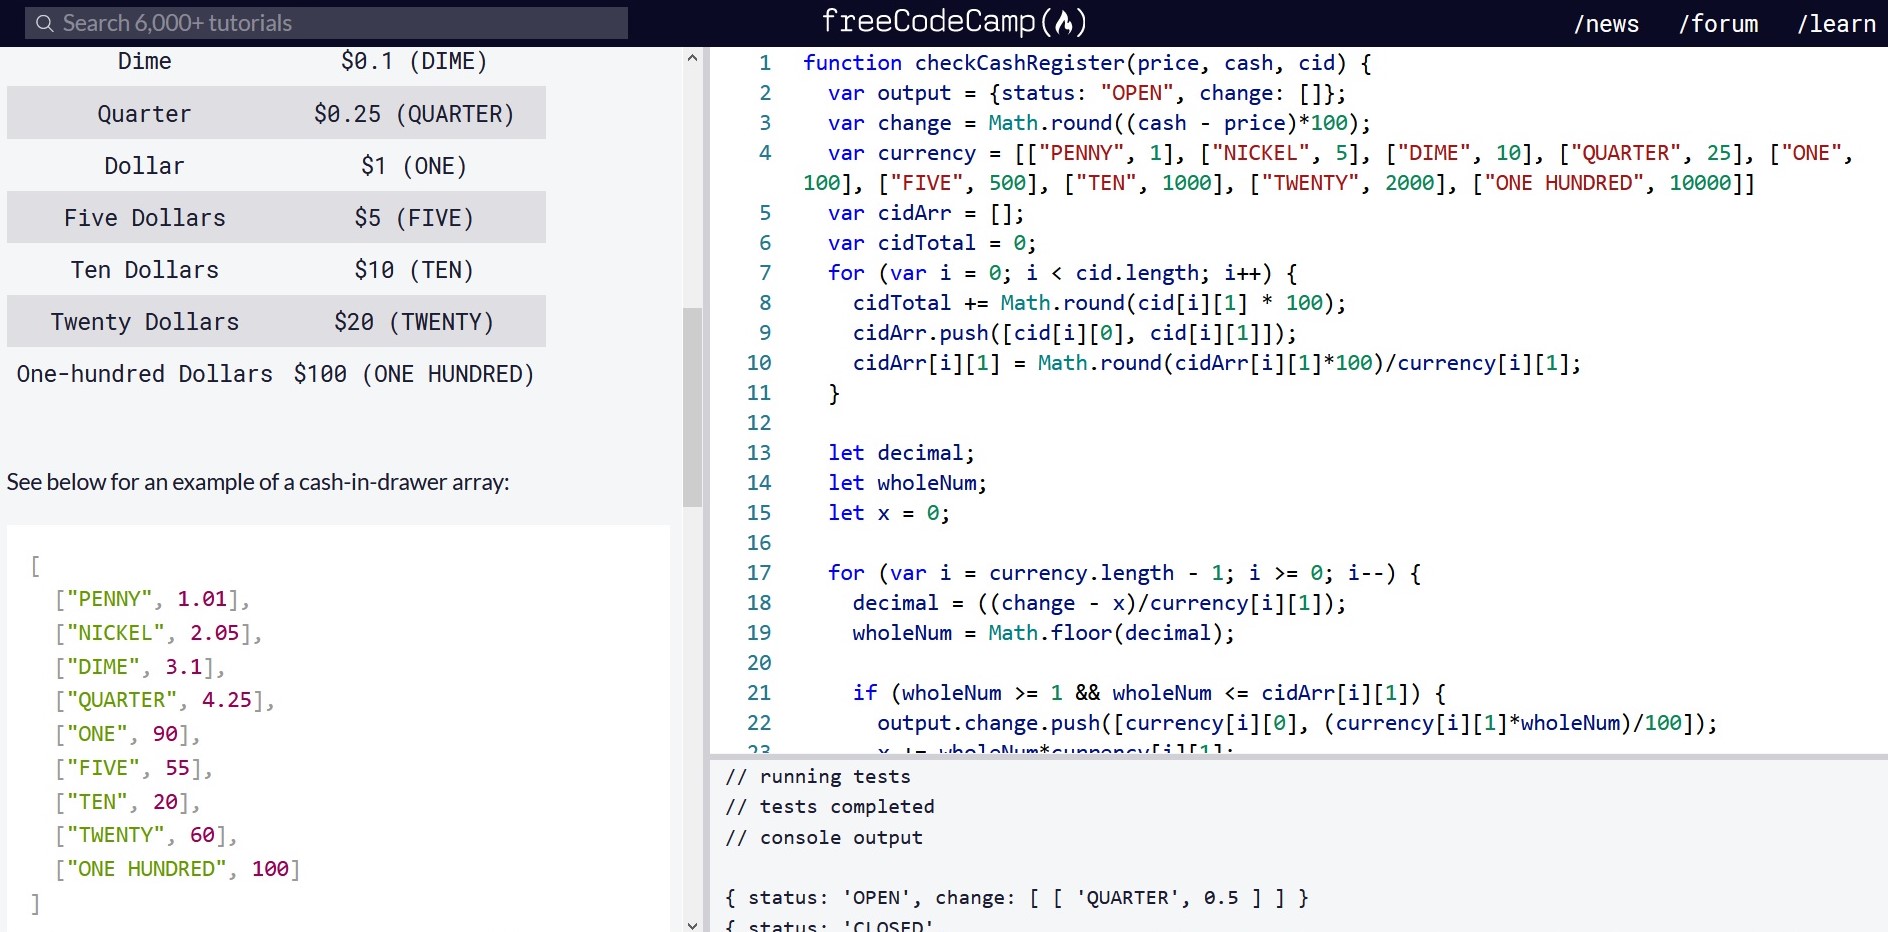 Search 6,000+ tutorials
freeCodeCamp
/news /forum /learn
Dime $0.1 (DIME)
Quarter $0.25 (QUARTER)
Dollar $1 (ONE)
Five Dollars $5 (FIVE)
Ten Dollars $10 (TEN)
Twenty Dollars $20 (TWENTY)
One-hundred Dollars $100 (ONE HUNDRED)
See below for an example of a cash-in-drawer array:
[
["PENNY", 1.01],
["NICKEL", 2.05],
["DIME", 3.1],
["QUARTER", 4.25],
["ONE", 90],
["FIVE", 55],
["TEN", 20],
["TWENTY", 60],
["ONE HUNDRED", 100]
]
1 function checkCashRegister(price, cash, cid) {
2 var output = {status: "OPEN", change: []};
3 var change = Math.round((cash - price)*100);
4 var currency = [["PENNY", 1], ["NICKEL", 5], ["DIME", 10], ["QUARTER", 25], ["ONE",
100], ["FIVE", 500], ["TEN", 1000], ["TWENTY", 2000], ["ONE HUNDRED", 10000]]
5 var cidArr = [];
6 var cidTotal = 0;
7 for (var i = 0; i < cid.length; i++) {
8 cidTotal += Math.round(cid[i][1] * 100);
9 cidArr.push([cid[i][0], cid[i][1]]);
10 cidArr[i][1] = Math.round(cidArr[i][1]*100)/currency[i][1];
11 }
12
13 let decimal;
14 let wholeNum;
15 let x = 0;
16
17 for (var i = currency.length - 1; i >= 0; i--) {
18 decimal = ((change - x)/currency[i][1]);
19 wholeNum = Math.floor(decimal);
20
21 if (wholeNum >= 1 && wholeNum <= cidArr[i][1]) {
22 output.change.push([currency[i][0], (currency[i][1]*wholeNum)/100]);
23 x += wholeNum*currency[i][1];
// running tests
// tests completed
// console output
{ status: 'OPEN', change: [ [ 'QUARTER', 0.5 ] ] }
{ status: 'CLOSED'